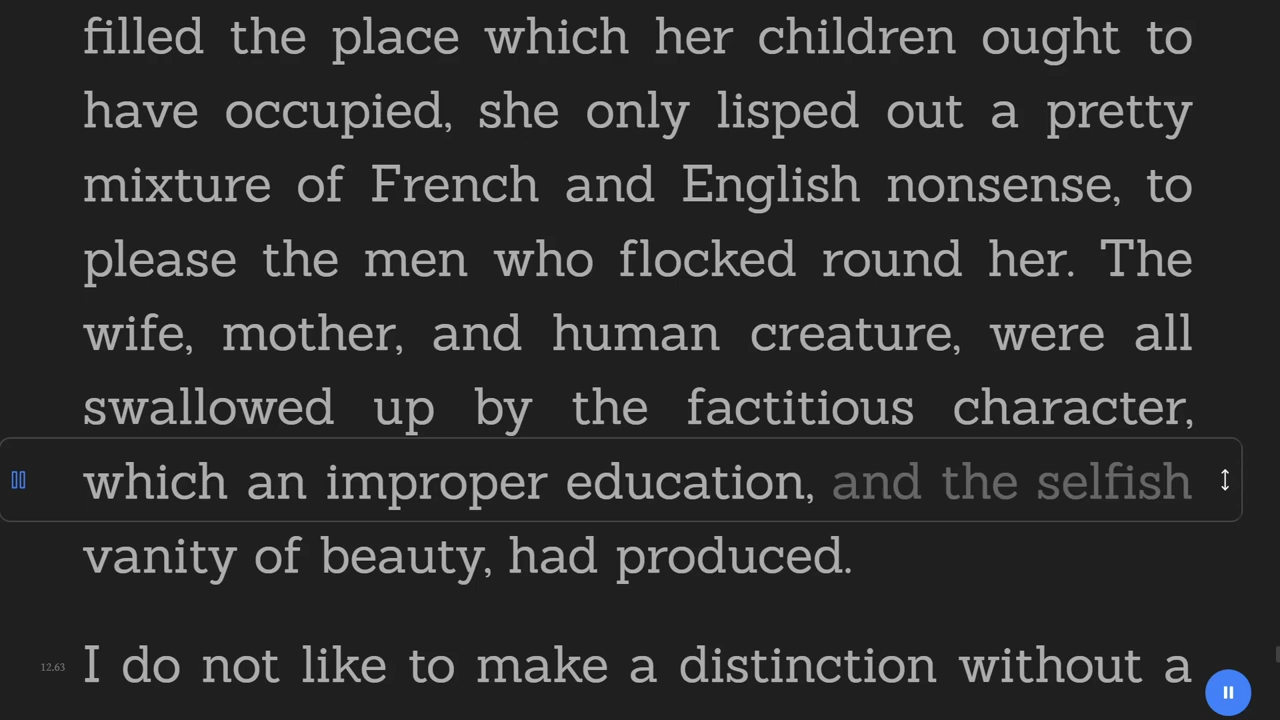 filled the place which her children ought to
have occupied, she only lisped out a pretty
mixture of French and English nonsense, to
please the men who flocked round her. The
wife, mother, and human creature, were all
swallowed up by the factitious character,
which an improper education, and the selfish
vanity of beauty, had produced.
12.63 I do not like to make a distinction without a